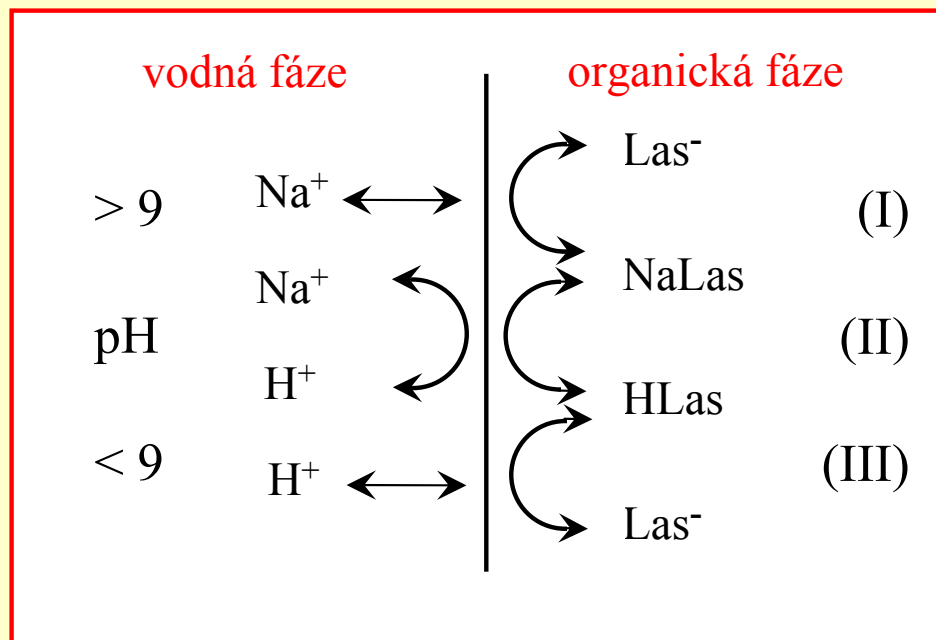 vodná fáze organická fáze
Las⁻
> 9 Na⁺ (I)
Na⁺ NaLas
pH (II)
H⁺ HLas
< 9 H⁺ (III)
Las⁻